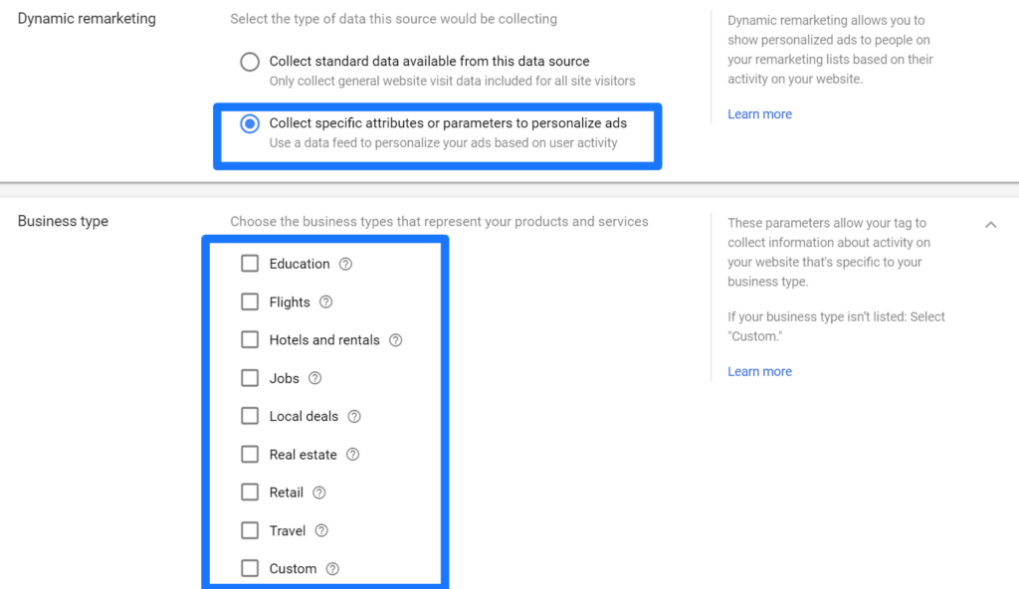 Dynamic remarketing
Select the type of data this source would be collecting
Collect standard data available from this data source
Only collect general website visit data included for all site visitors
Collect specific attributes or parameters to personalize ads
Use a data feed to personalize your ads based on user activity
Dynamic remarketing allows you to
show personalized ads to people on
your remarketing lists based on their
activity on your website.
Learn more
Business type
Choose the business types that represent your products and services
Education
Flights
Hotels and rentals
Jobs
Local deals
Real estate
Retail
Travel
Custom
These parameters allow your tag to
collect information about activity on
your website that's specific to your
business type.
If your business type isn't listed: Select
"Custom."
Learn more